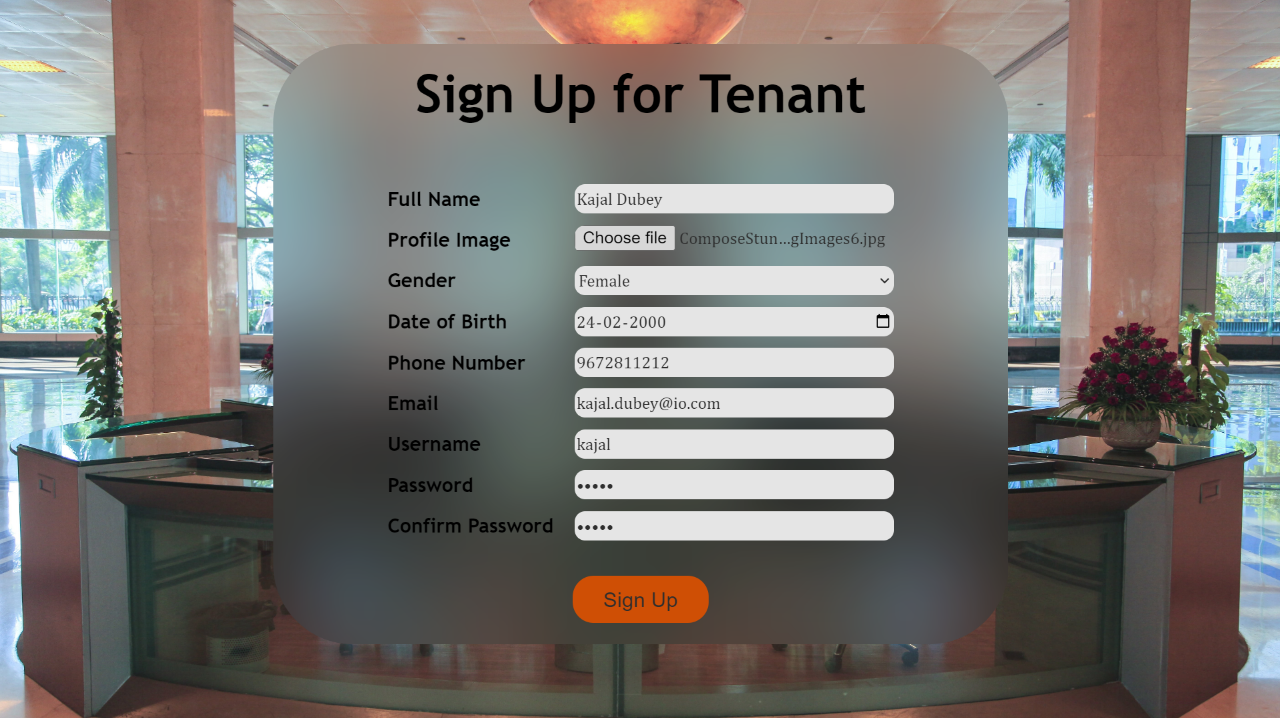 Sign Up for Tenant
Full Name Kajal Dubey
Profile Image Choose file ComposeStun...gImages6.jpg
Gender Female
Date of Birth 24-02-2000
Phone Number 9672811212
Email kajal.dubey@io.com
Username kajal
Password •••••
Confirm Password •••••
Sign Up